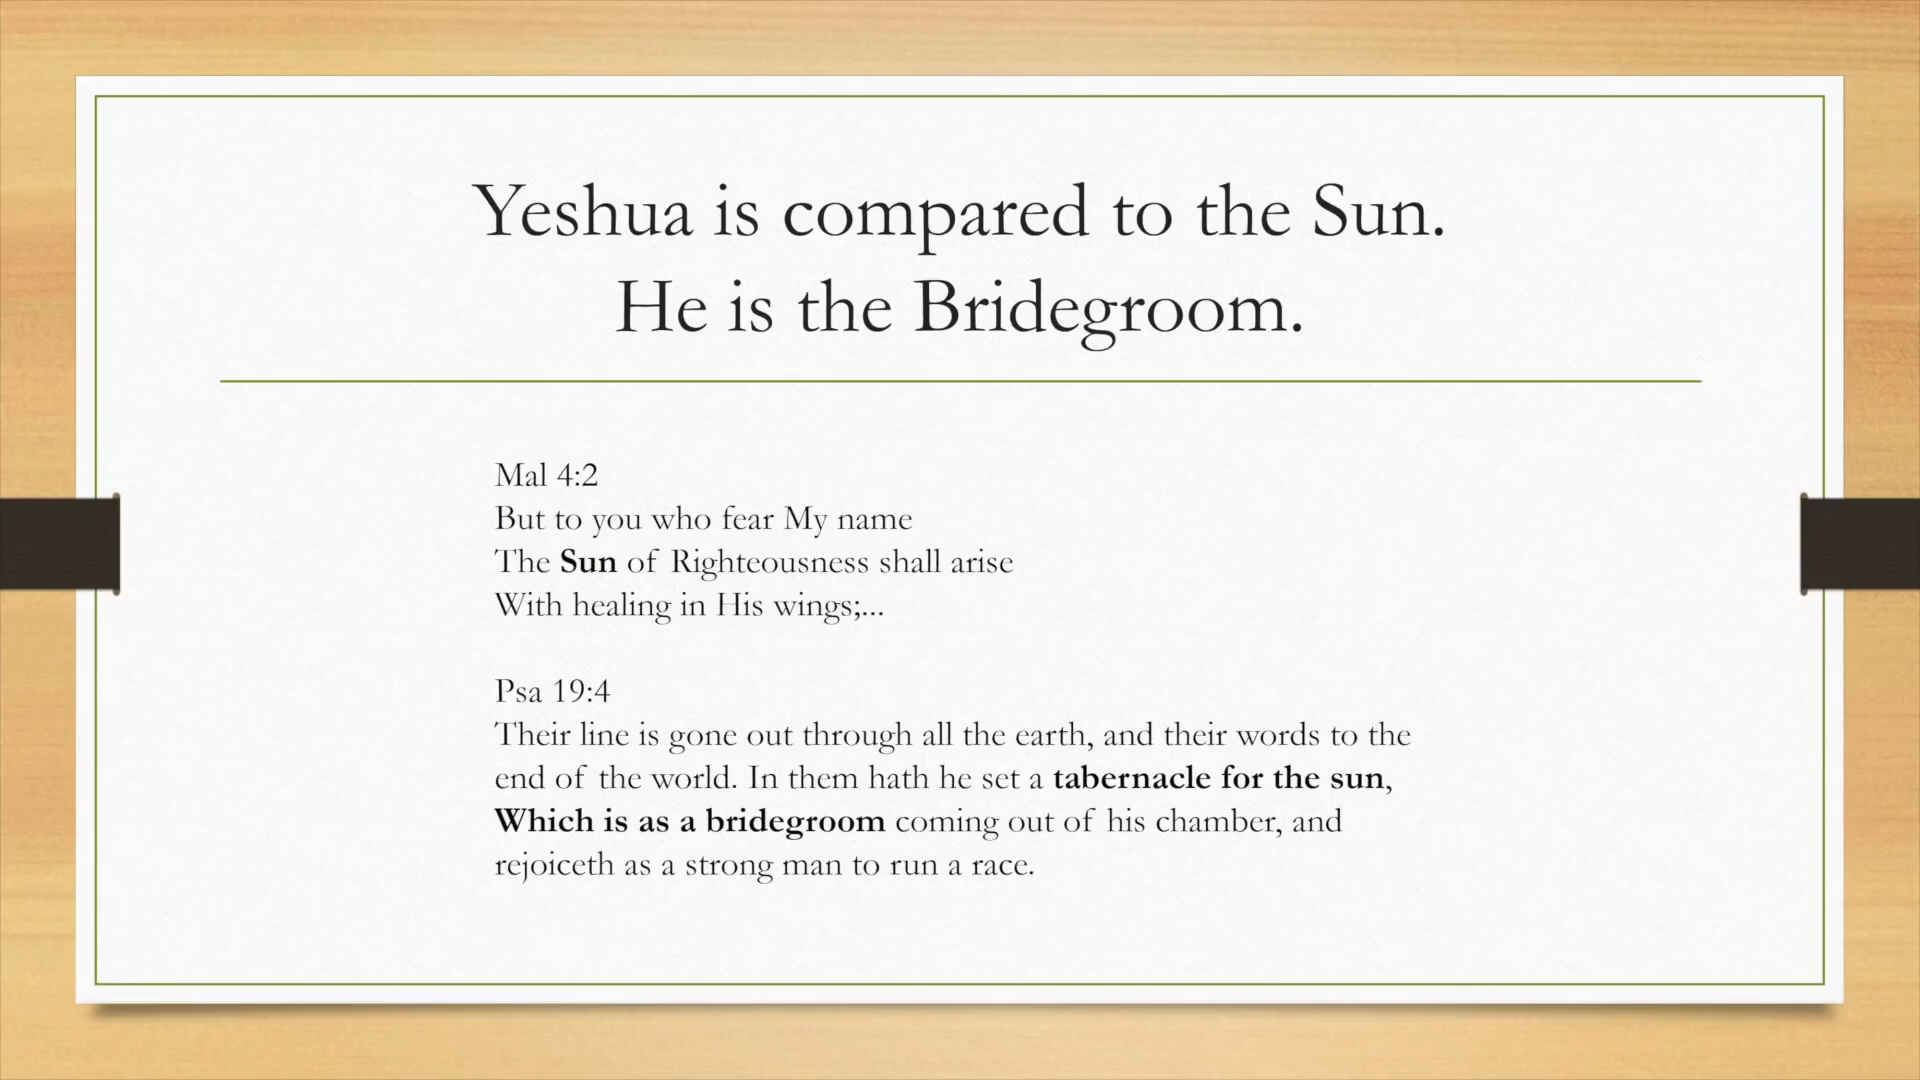 Yeshua is compared to the Sun.
He is the Bridegroom.
Mal 4:2
But to you who fear My name
The Sun of Righteousness shall arise
With healing in His wings;...
Psa 19:4
Their line is gone out through all the earth, and their words to the
end of the world. In them hath he set a tabernacle for the sun,
Which is as a bridegroom coming out of his chamber, and
rejoiceth as a strong man to run a race.